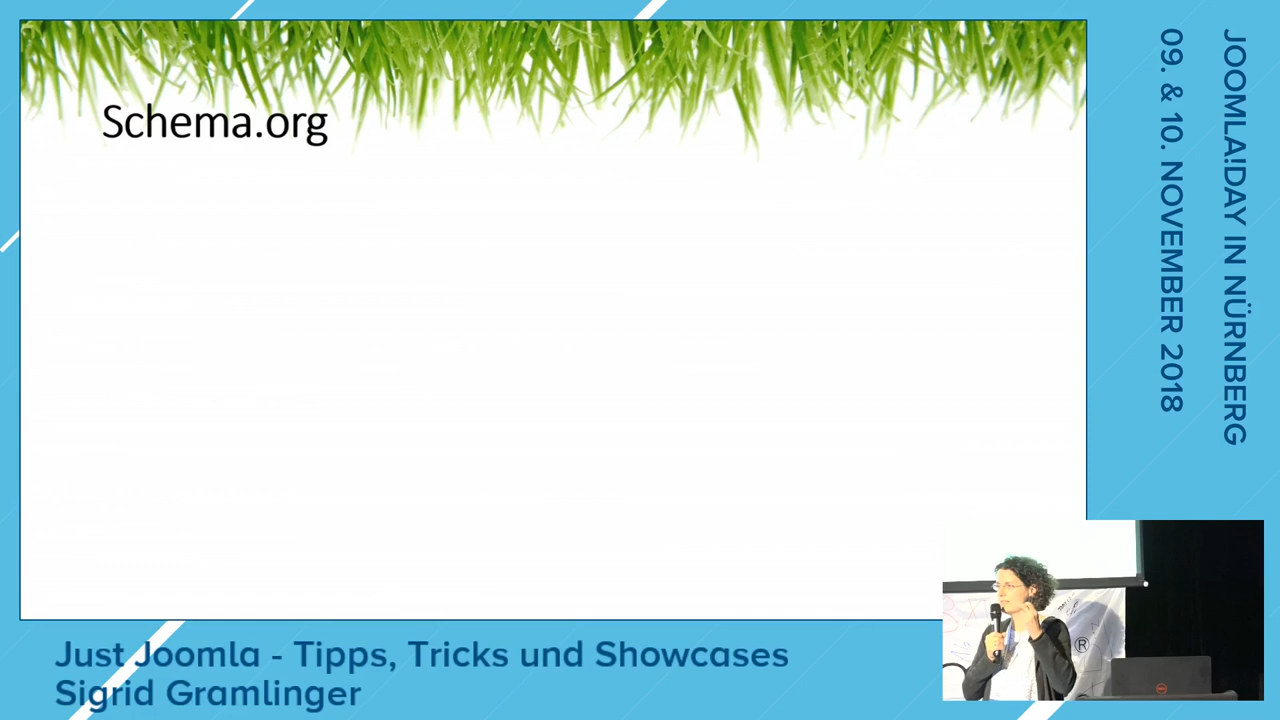 Schema.org
JOOMLA!DAY IN NÜRNBERG
09. & 10. NOVEMBER 2018
Just Joomla - Tipps, Tricks und Showcases
Sigrid Gramlinger
®